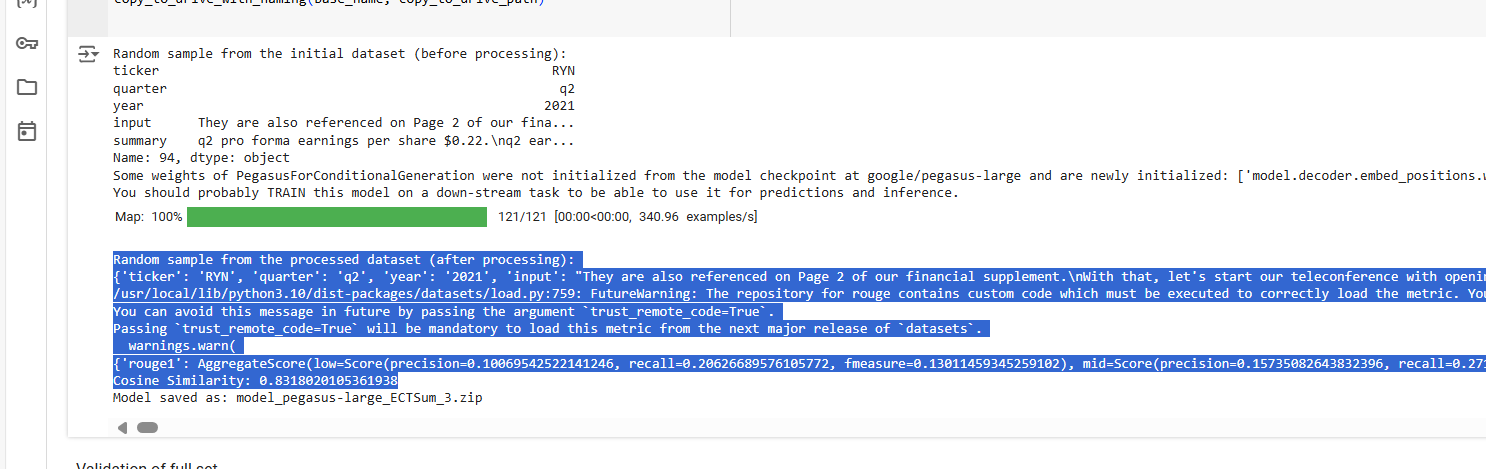 copy_to_drive_with_naming(base_name, copy_to_drive_path)
Random sample from the initial dataset (before processing):
ticker RYN
quarter q2
year 2021
input They are also referenced on Page 2 of our fina...
summary q2 pro forma earnings per share $0.22.\nq2 ear...
Name: 94, dtype: object
Some weights of PegasusForConditionalGeneration were not initialized from the model checkpoint at google/pegasus-large and are newly initialized: ['model.decoder.embed_positions.w
You should probably TRAIN this model on a down-stream task to be able to use it for predictions and inference.
Map: 100% 121/121 [00:00<00:00, 340.96 examples/s]
Random sample from the processed dataset (after processing):
{'ticker': 'RYN', 'quarter': 'q2', 'year': '2021', 'input': "They are also referenced on Page 2 of our financial supplement.\nWith that, let's start our teleconference with openi
/usr/local/lib/python3.10/dist-packages/datasets/load.py:759: FutureWarning: The repository for rouge contains custom code which must be executed to correctly load the metric. You
You can avoid this message in future by passing the argument `trust_remote_code=True`.
Passing `trust_remote_code=True` will be mandatory to load this metric from the next major release of `datasets`.
warnings.warn(
{'rouge1': AggregateScore(low=Score(precision=0.10069542522141246, recall=0.20626689576105772, fmeasure=0.13011459345259102), mid=Score(precision=0.15735082643832396, recall=0.27
Cosine Similarity: 0.8318020105361938
Model saved as: model_pegasus-large_ECTSum_3.zip
Validation of full set